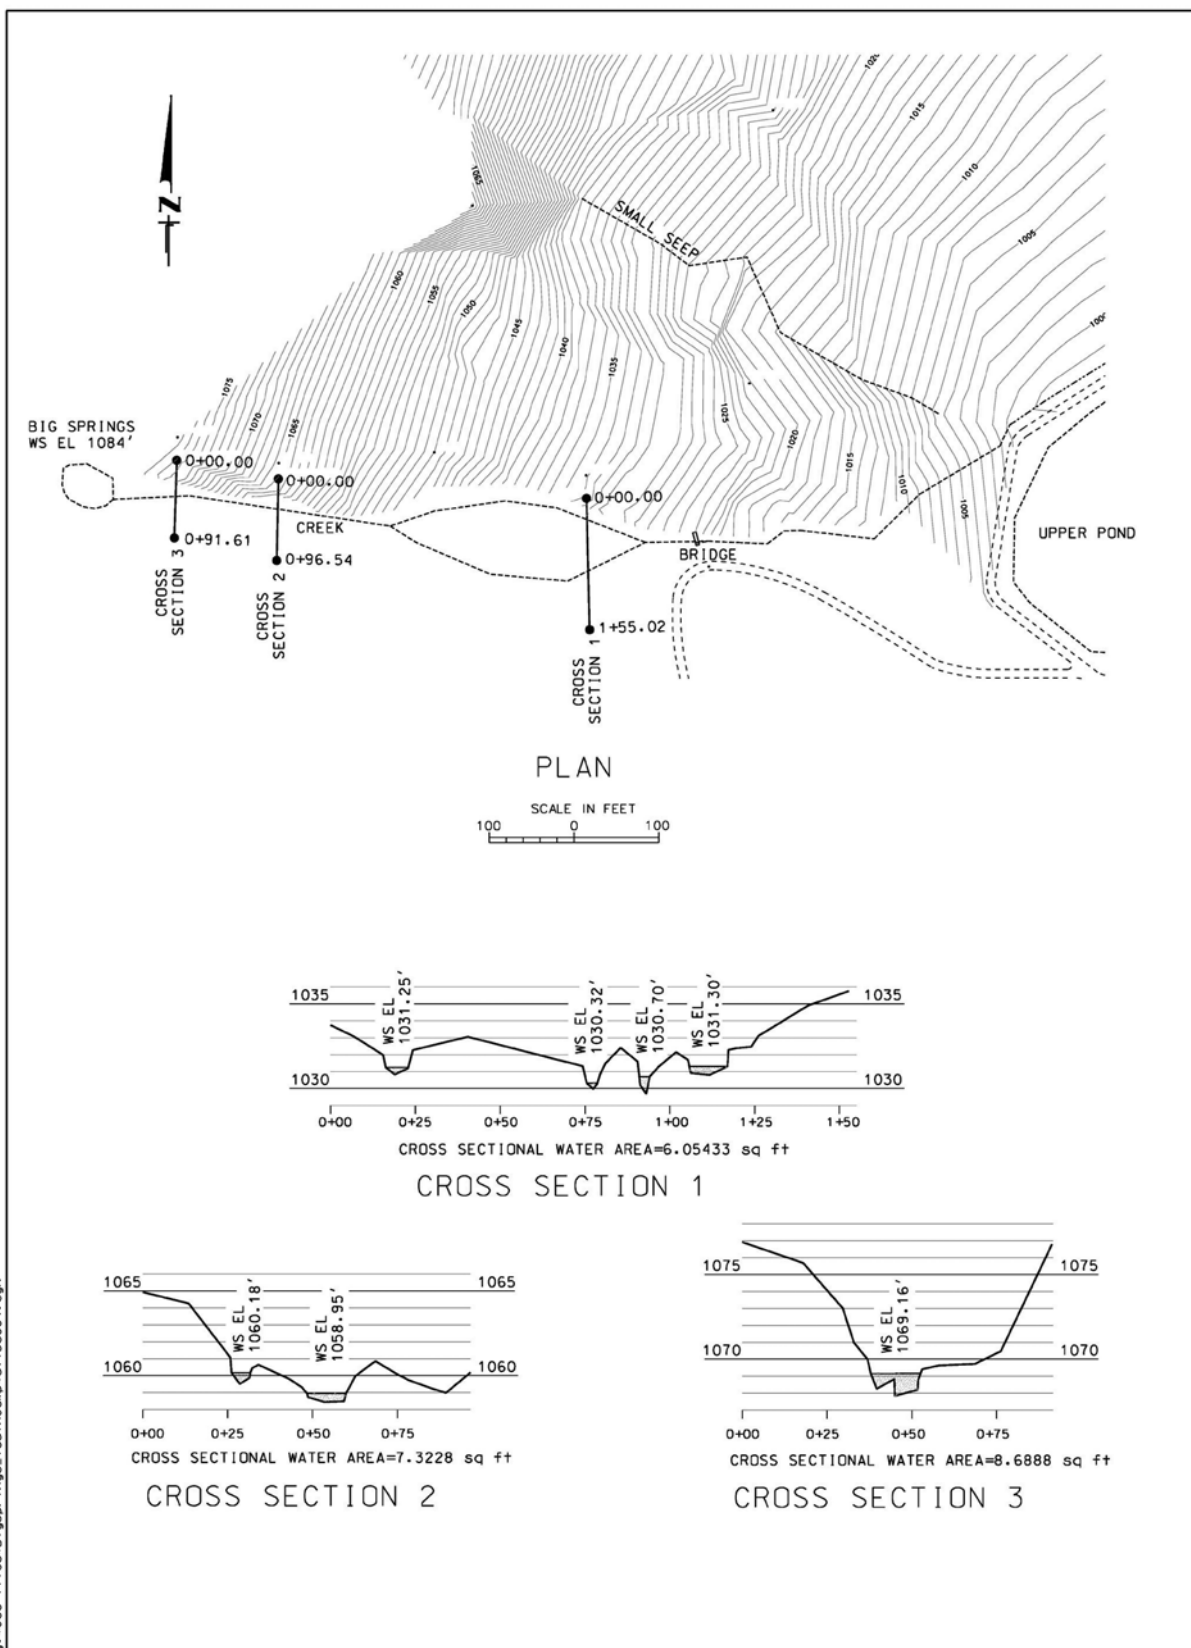 N
1020
1015
1010
1005
1065
SMALL SEEP
1060
1055
1050
1045
1040
1035
1075
1070
1065
1025
1020
1015
1010
1005
BIG SPRINGS
WS EL 1084'
0+00.00
0+00.00
0+00.00
CREEK
BRIDGE
UPPER POND
0+91.61
0+96.54
1+55.02
CROSS
SECTION 3
CROSS
SECTION 2
CROSS
SECTION 1
PLAN
SCALE IN FEET
100 0 100
WS EL
1031.25'
WS EL
1030.32'
WS EL
1030.70'
WS EL
1031.30'
1035 1035
1030 1030
0+00 0+25 0+50 0+75 1+00 1+25 1+50
CROSS SECTIONAL WATER AREA=6.05433 sq ft
CROSS SECTION 1
1065 1065
WS EL
1060.18'
WS EL
1058.95'
1060 1060
0+00 0+25 0+50 0+75
CROSS SECTIONAL WATER AREA=7.3228 sq ft
CROSS SECTION 2
1075 1075
WS EL
1069.16'
1070 1070
0+00 0+25 0+50 0+75
CROSS SECTIONAL WATER AREA=8.6888 sq ft
CROSS SECTION 3